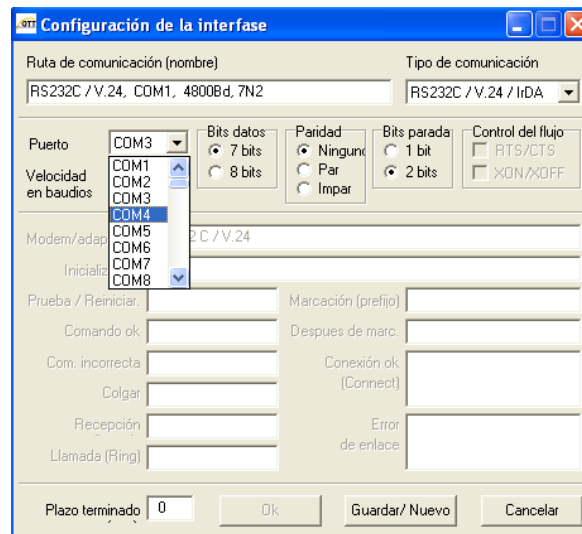 OTT Configuración de la interfase
Ruta de comunicación (nombre)
Tipo de comunicación
RS232C / V.24, COM1, 4800Bd, 7N2
RS232C / V.24 / IrDA
Puerto
COM3
COM1
COM2
COM3
COM4
COM5
COM6
COM7
COM8
Velocidad
en baudios
Bits datos
7 bits
8 bits
Paridad
Ninguno
Par
Impar
Bits parada
1 bit
2 bits
Control del flujo
RTS/CTS
XON/XOFF
2 C / V.24
Prueba / Reiniciar.
Marcación (prefijo)
Comando ok
Despues de marc.
Com. incorrecta
Conexión ok
(Connect)
Colgar
Recepción
Error
de enlace
Llamada (Ring)
Plazo terminado
0
Ok
Guardar/ Nuevo
Cancelar